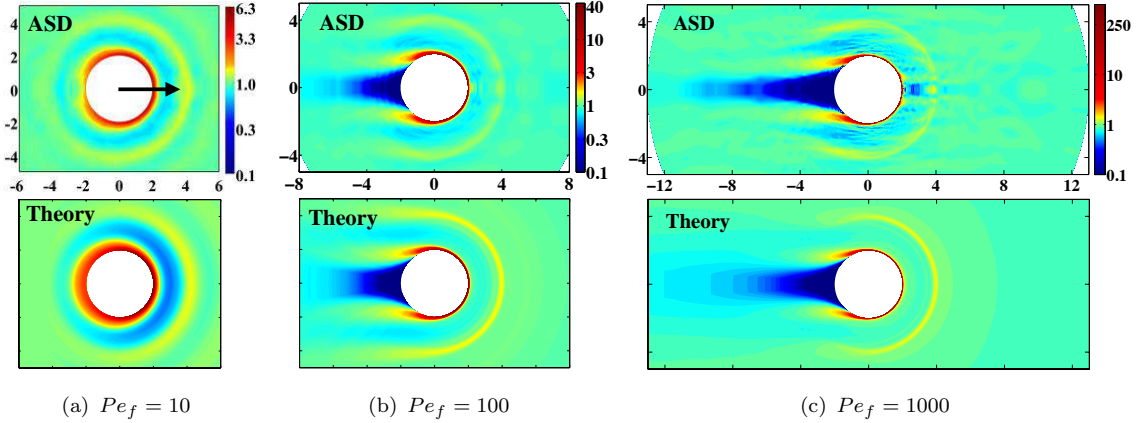 ASD
4
2
0
-2
-4
-6 -4 -2 0 2 4 6
6.3
3.0
1.0
0.3
0.1
Theory
(a) Pe_f = 10
ASD
4
0
−4
−8 −4 0 4 8
40
10
3
1
0.3
0.1
Theory
(b) Pe_f = 100
ASD
4
0
−4
−12 −8 −4 0 4 8 12
250
10
1
0.1
Theory
(c) Pe_f = 1000